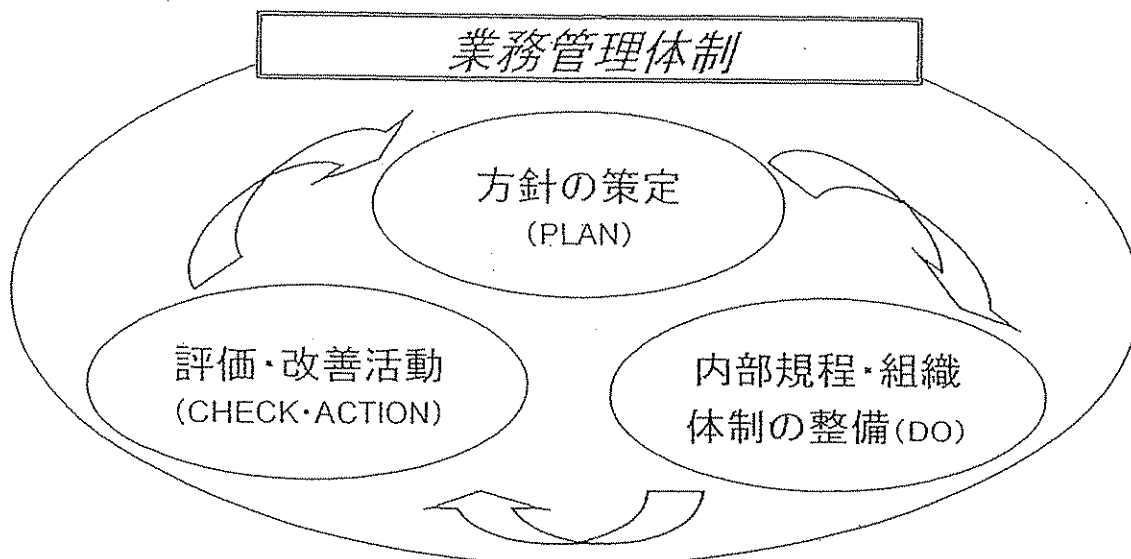 業務管理体制
方針の策定
(PLAN)
評価・改善活動
(CHECK・ACTION)
内部規程・組織
体制の整備(DO)